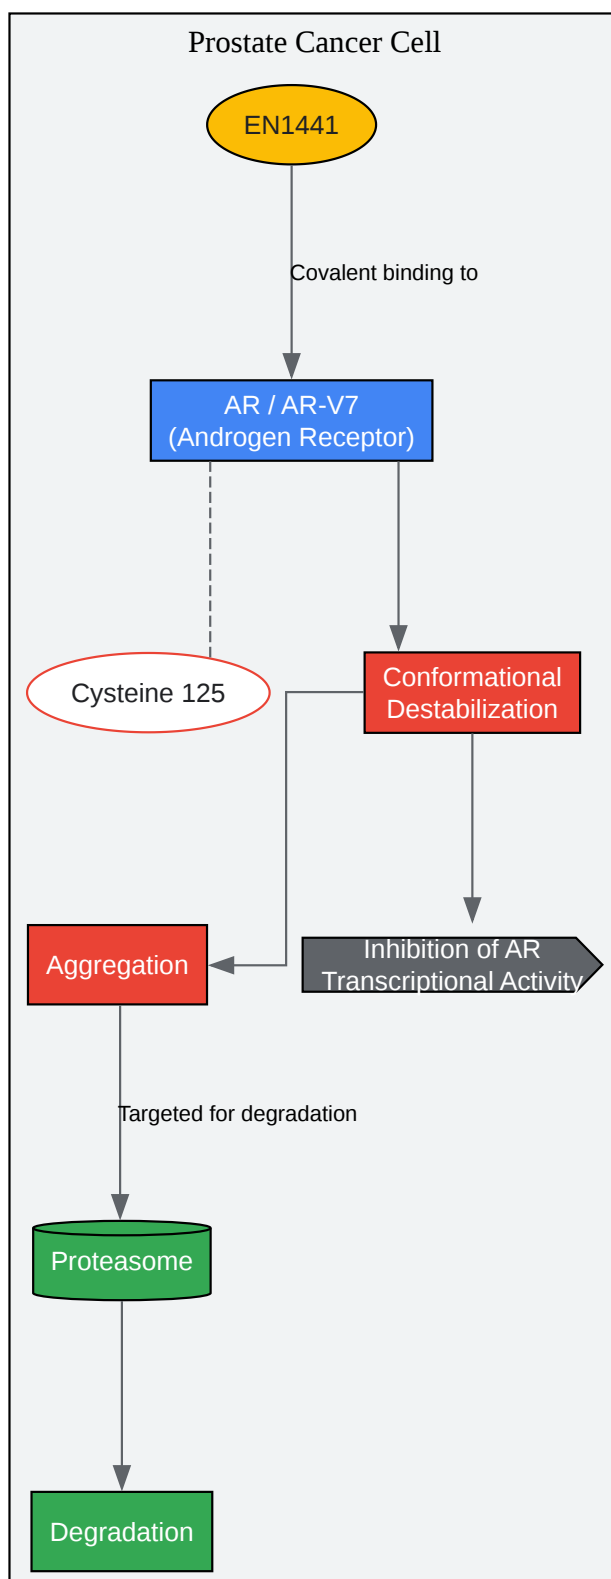 Prostate Cancer Cell
EN1441
Covalent binding to
AR / AR-V7
(Androgen Receptor)
Cysteine 125
Conformational
Destabilization
Aggregation
Inhibition of AR
Transcriptional Activity
Targeted for degradation
Proteasome
Degradation